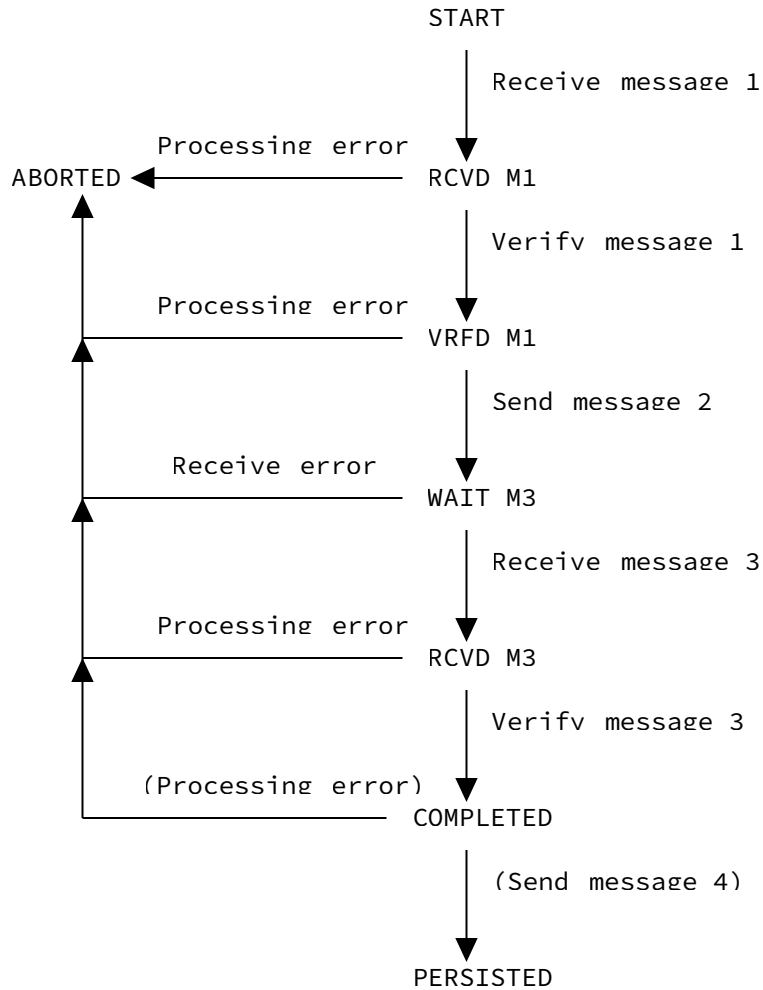 START
Receive message 1
Processing error
ABORTED
RCVD M1
Verify message 1
Processing error
VRFD M1
Send message 2
Receive error
WAIT M3
Receive message 3
Processing error
RCVD M3
Verify message 3
(Processing error)
COMPLETED
(Send message 4)
PERSISTED